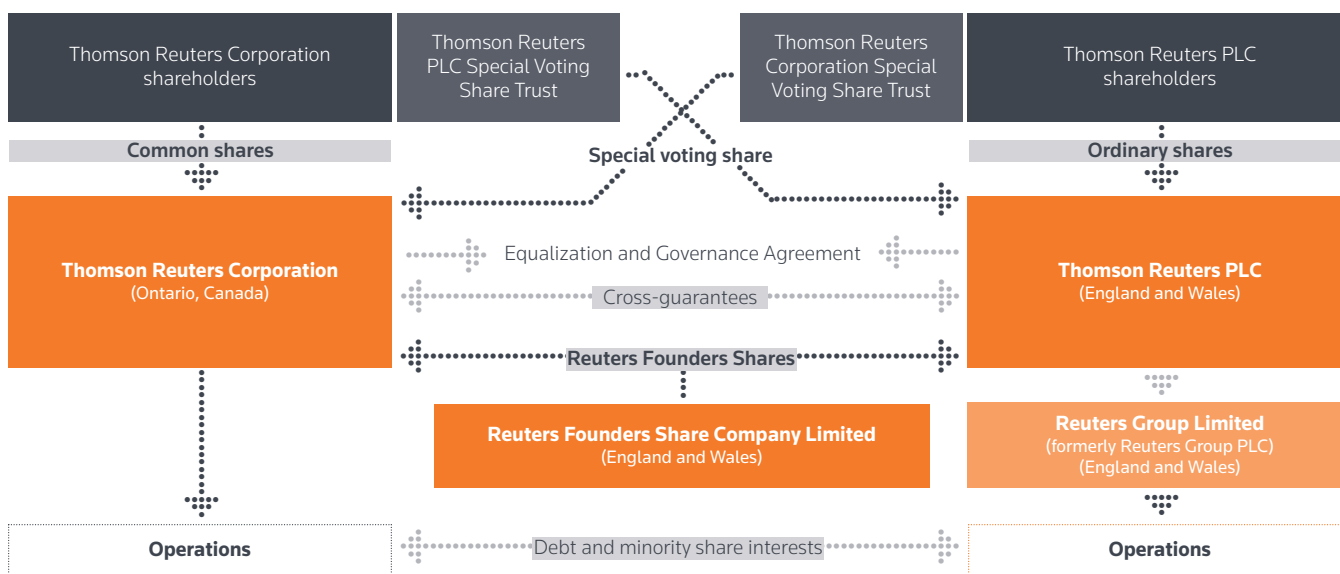 Thomson Reuters Corporation
shareholders
Thomson Reuters
PLC Special Voting
Share Trust
Thomson Reuters
Corporation Special
Voting Share Trust
Thomson Reuters PLC
shareholders
Common shares
Special voting share
Ordinary shares
Thomson Reuters Corporation
(Ontario, Canada)
Equalization and Governance Agreement
Cross-guarantees
Thomson Reuters PLC
(England and Wales)
Reuters Founders Shares
Reuters Founders Share Company Limited
(England and Wales)
Reuters Group Limited
(formerly Reuters Group PLC)
(England and Wales)
Operations
Debt and minority share interests
Operations